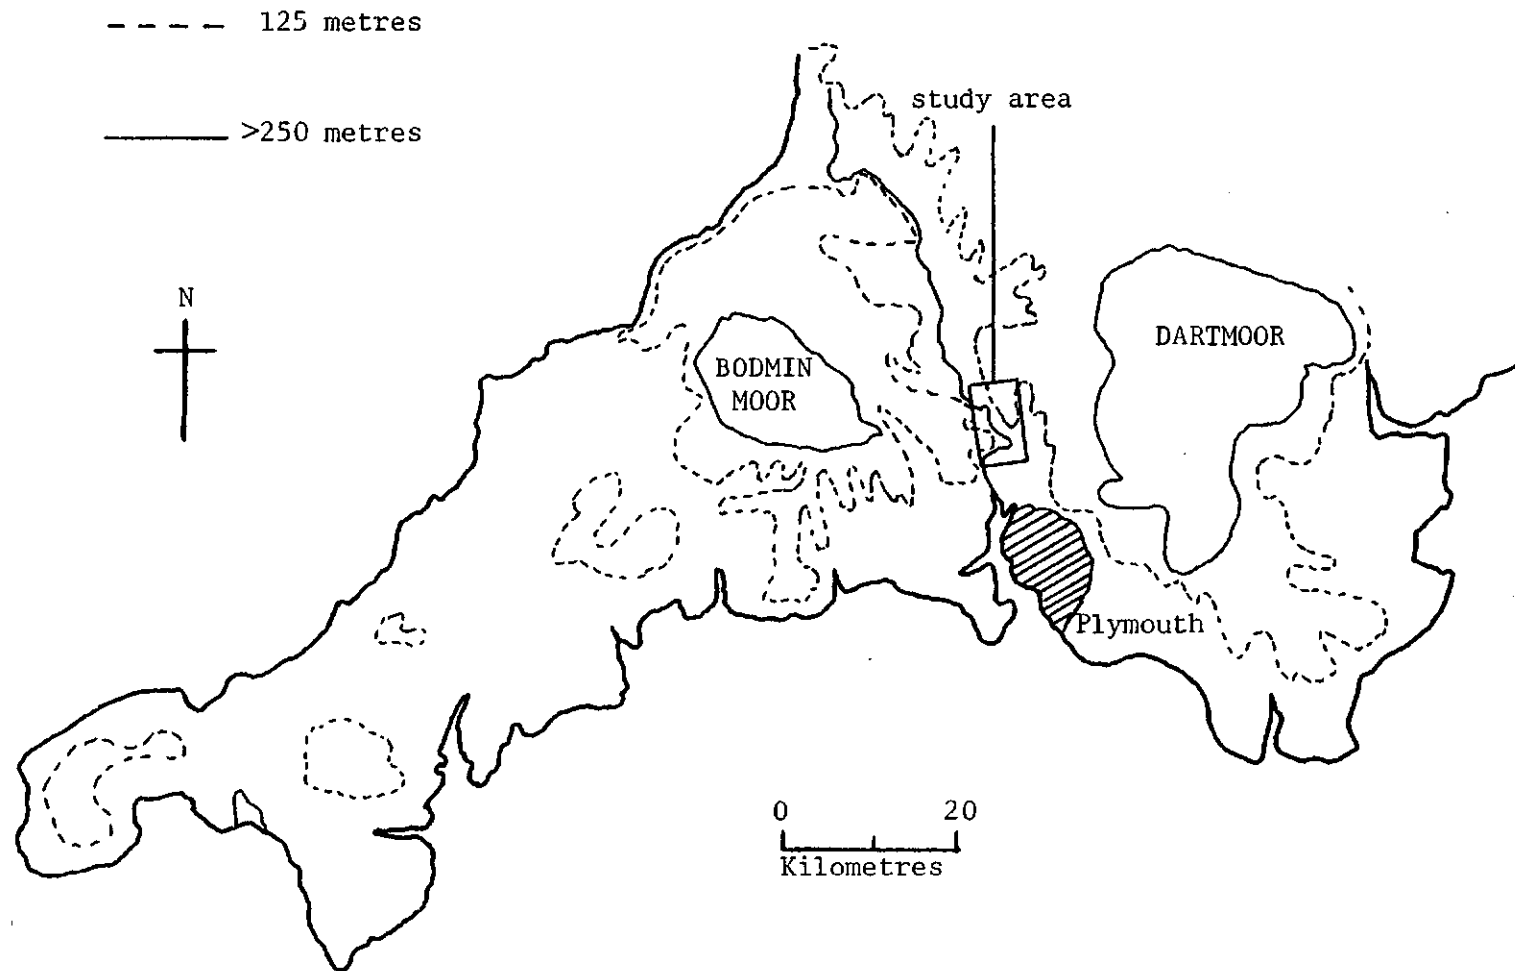 125 metres
>250 metres
study area
N
DARTMOOR
BODMIN
MOOR
Plymouth
0 20
Kilometres